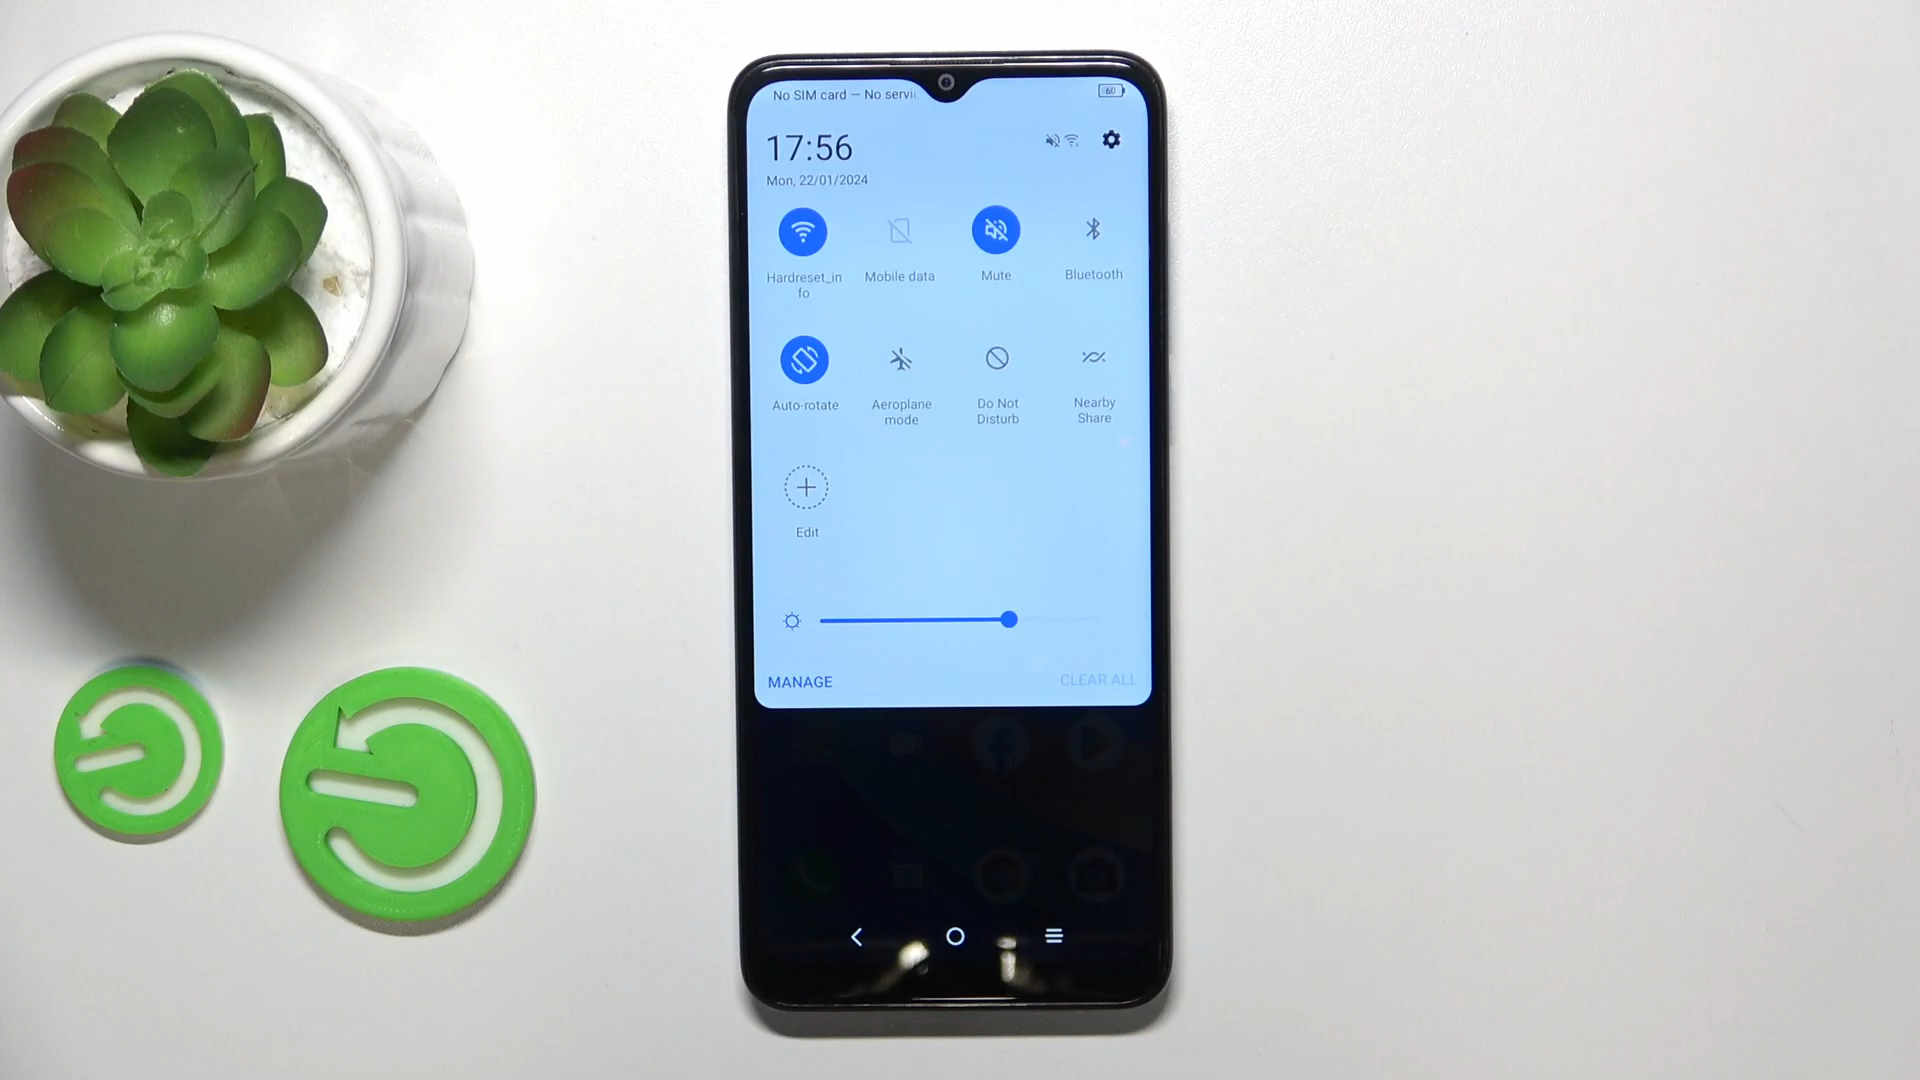 No SIM card — No servi
60
17:56
Mon, 22/01/2024
Hardreset_in
fo
Mobile data
Mute
Bluetooth
Auto-rotate
Aeroplane
mode
Do Not
Disturb
Nearby
Share
Edit
MANAGE
CLEAR ALL